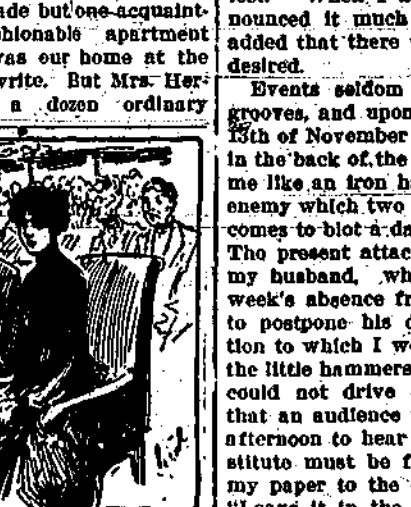 ade but one acquaint-
hionable apartment
was our home at the
write. But Mrs. Her-
a dozen ordinary
nounced it much
added that there
desired.
Events seldom
grooves, and upon
13th of November
in the back of the
me like an iron
enemy which two
comes to blot a
Tho present attac
my husband, wh
week's absence fr
to postpone his
tion to which I w
the little hammers
could not drive
that an audience
afternoon to hear
stitute must be f
my paper to the